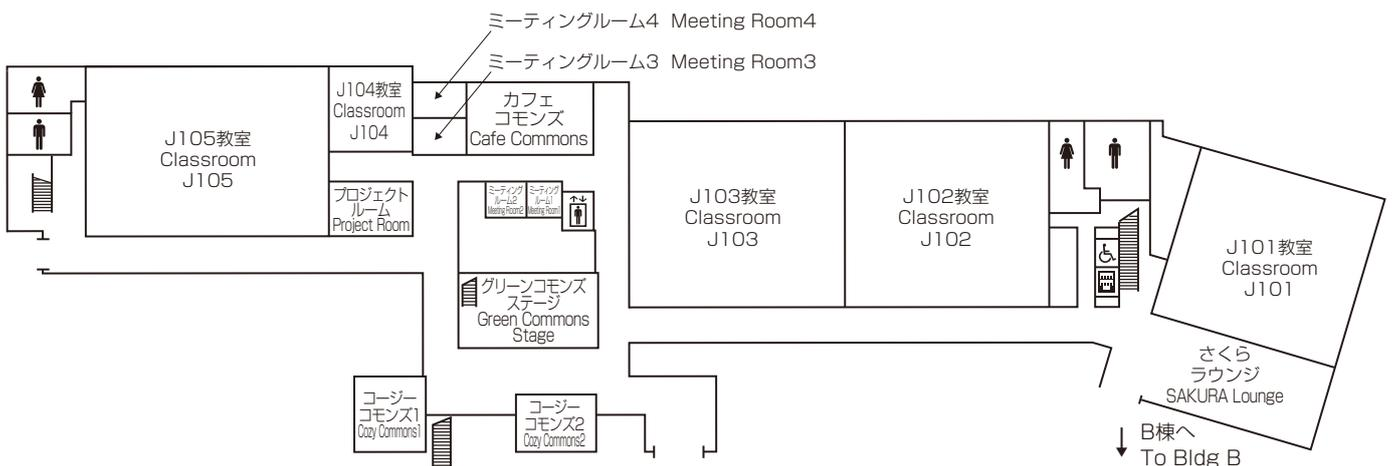 ミーティングルーム4 Meeting Room4
ミーティングルーム3 Meeting Room3
J105教室
Classroom
J105
J104教室
Classroom
J104
カフェ
コモンズ
Cafe Commons
プロジェクト
ルーム
Project Room
ミーティング
ルーム2
Meeting Room2
ミーティング
ルーム1
Meeting Room1
グリーンコモンズ
ステージ
Green Commons
Stage
J103教室
Classroom
J103
J102教室
Classroom
J102
J101教室
Classroom
J101
さくら
ラウンジ
SAKURA Lounge
コージー
コモンズ1
Cozy Commons1
コージー
コモンズ2
Cozy Commons2
B棟へ
To Bldg B